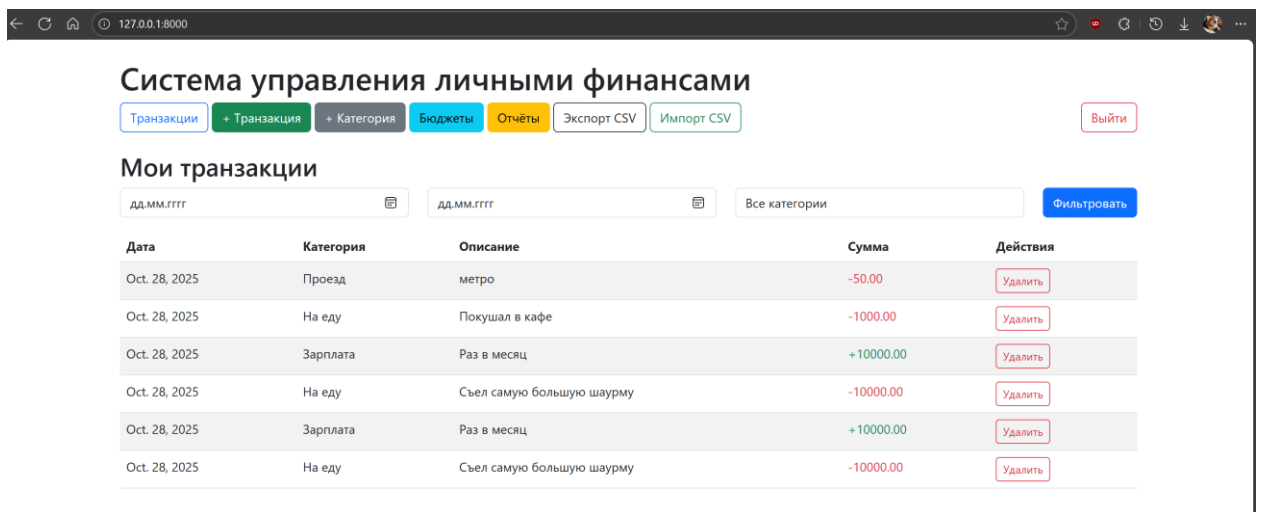 127.0.0.1:8000
Система управления личными финансами
Транзакции + Транзакция + Категория Бюджеты Отчёты Экспорт CSV Импорт CSV Выйти
Мои транзакции
дд.мм.гггг дд.мм.гггг Все категории Фильтровать
Дата Категория Описание Сумма Действия
Oct. 28, 2025 Проезд метро -50.00 Удалить
Oct. 28, 2025 На еду Покушал в кафе -1000.00 Удалить
Oct. 28, 2025 Зарплата Раз в месяц +10000.00 Удалить
Oct. 28, 2025 На еду Съел самую большую шаурму -10000.00 Удалить
Oct. 28, 2025 Зарплата Раз в месяц +10000.00 Удалить
Oct. 28, 2025 На еду Съел самую большую шаурму -10000.00 Удалить